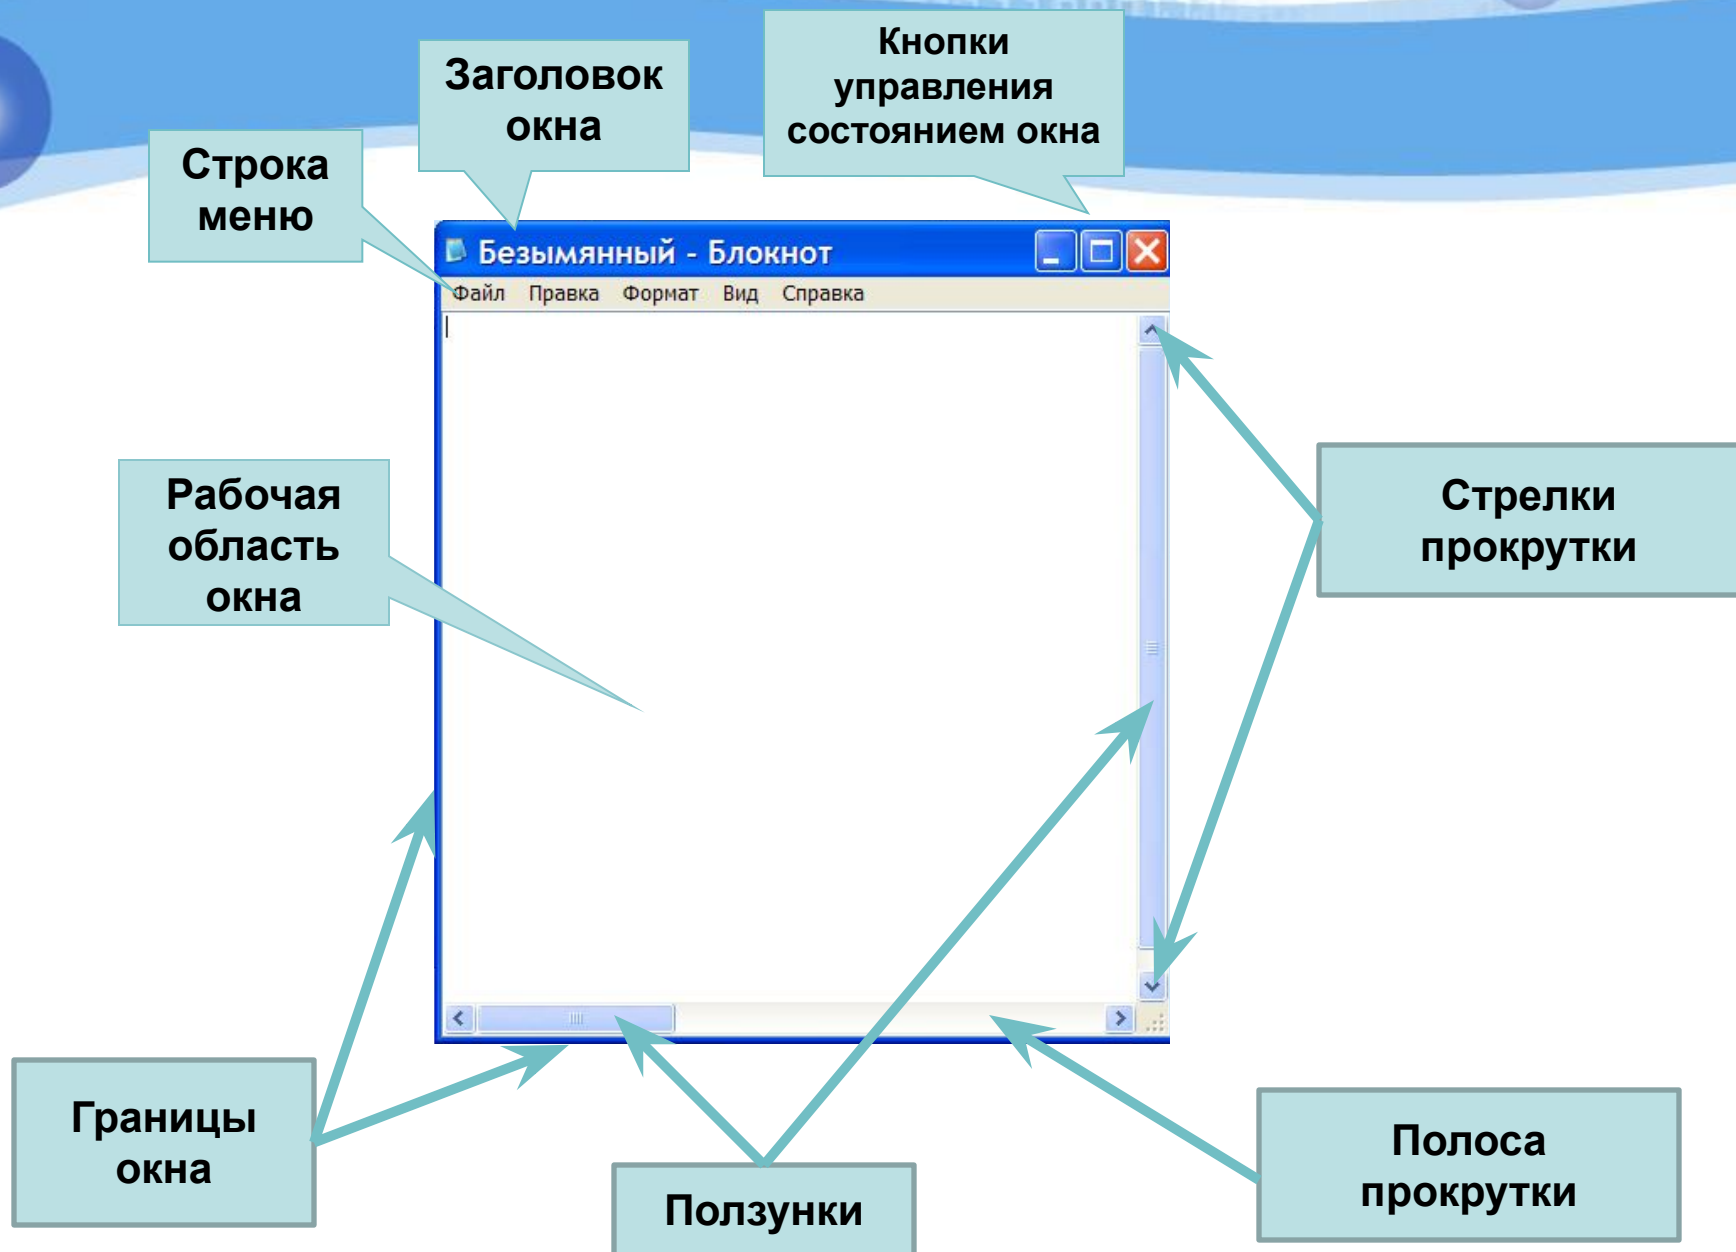 Кнопки
управления
состоянием окна
Заголовок
окна
Строка
меню
Безымянный - Блокнот
Файл Правка Формат Вид Справка
Рабочая
область
окна
Стрелки
прокрутки
Границы
окна
Ползунки
Полоса
прокрутки